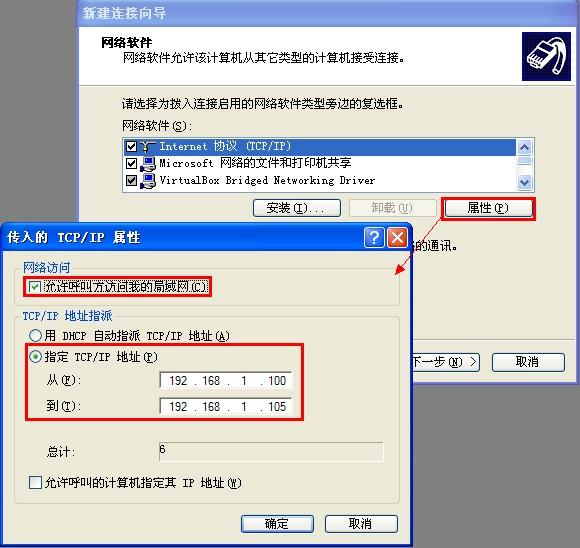 新建连接向导
网络软件
网络软件允许该计算机从其它类型的计算机接受连接。
请选择为拨入连接启用的网络软件类型旁边的复选框。
网络软件(S):
Internet 协议 (TCP/IP)
Microsoft 网络的文件和打印机共享
VirtualBox Bridged Networking Driver
安装(I)...
卸载(U)
属性(P)
的通讯。
下一步(N) >
取消
传入的 TCP/IP 属性
网络访问
允许呼叫方访问我的局域网(C)
TCP/IP 地址指派
用 DHCP 自动指派 TCP/IP 地址(A)
指定 TCP/IP 地址(P)
从(F): 192 . 168 . 1 . 100
到(T): 192 . 168 . 1 . 105
总计: 6
允许呼叫的计算机指定其 IP 地址(W)
确定
取消